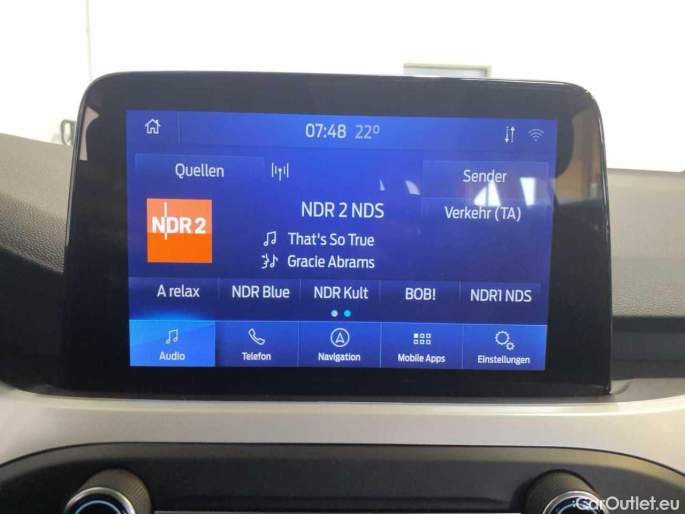 07:48 22°
Quellen
Sender
NDR 2
NDR 2 NDS
Verkehr (TA)
That's So True
Gracie Abrams
A relax NDR Blue NDR Kult BOB! NDR1 NDS
Audio Telefon Navigation Mobile Apps Einstellungen
CarOutlet.eu